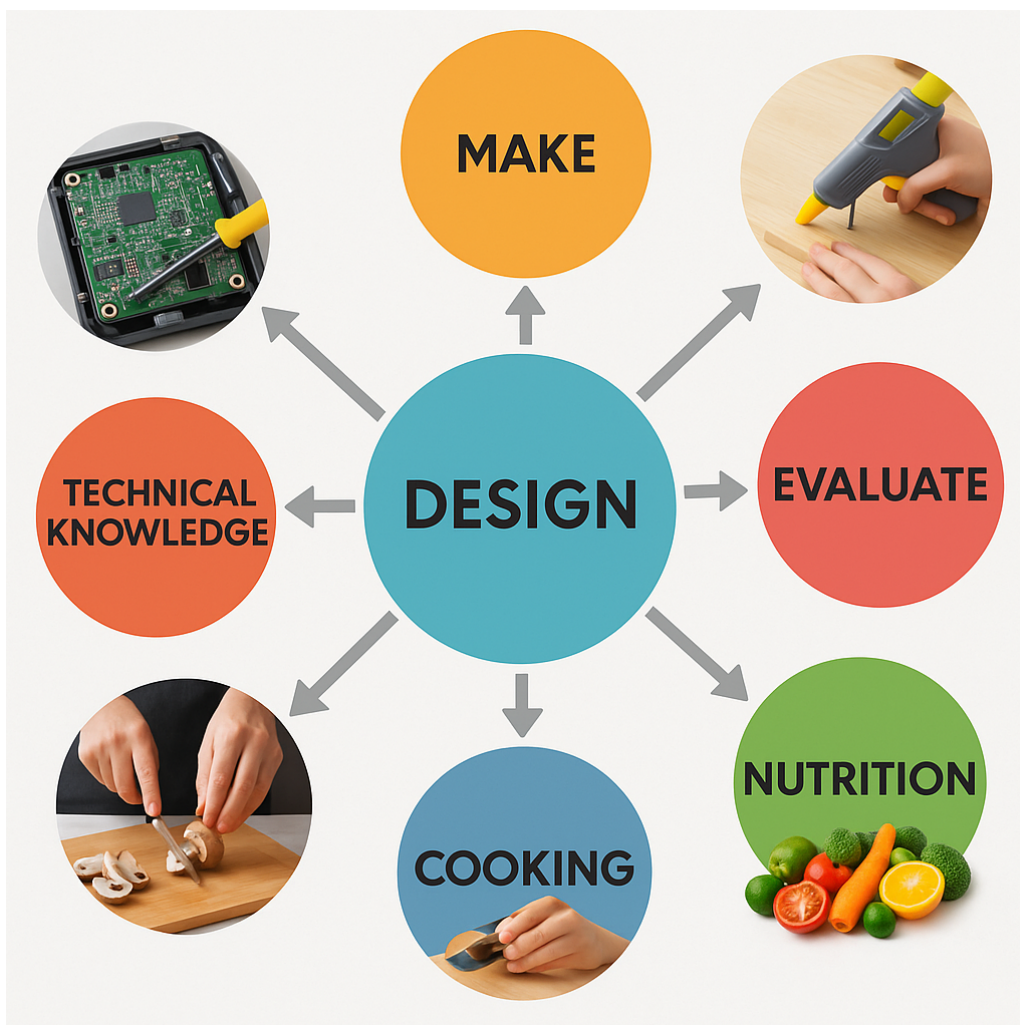 MAKE
DESIGN
EVALUATE
TECHNICAL
KNOWLEDGE
NUTRITION
COOKING